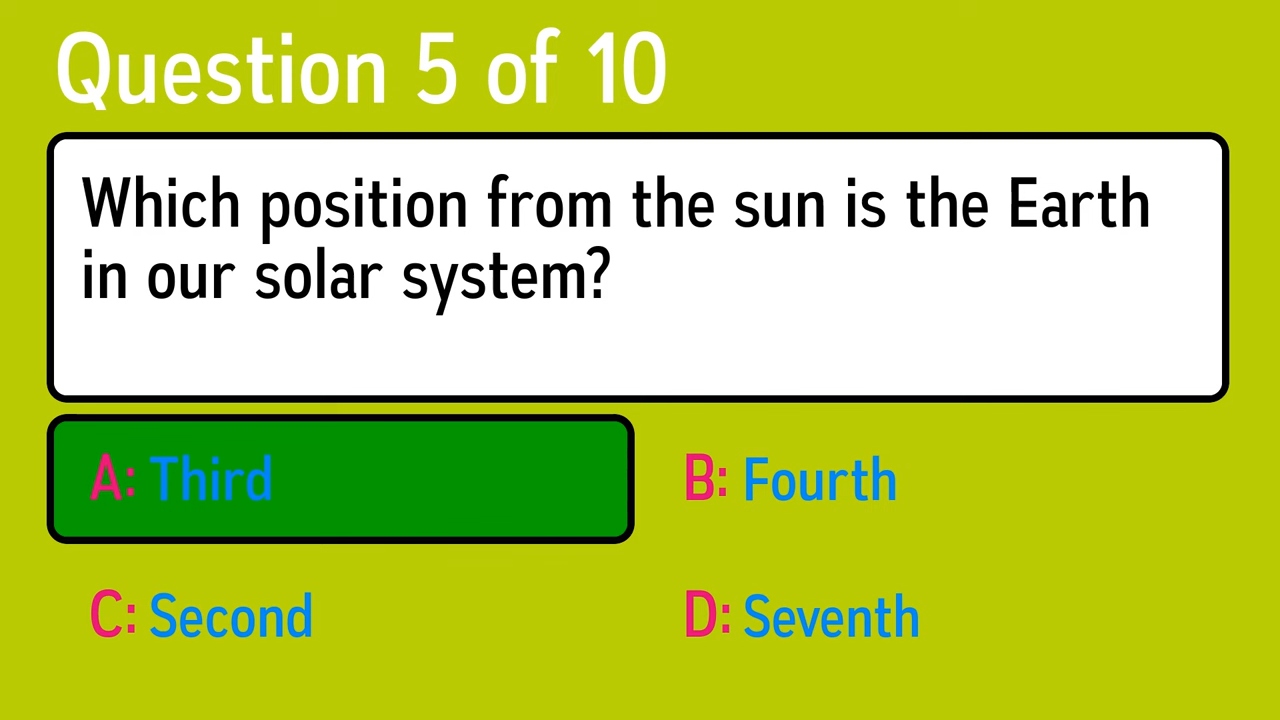 Question 5 of 10
Which position from the sun is the Earth
in our solar system?
A: Third
B: Fourth
C: Second
D: Seventh